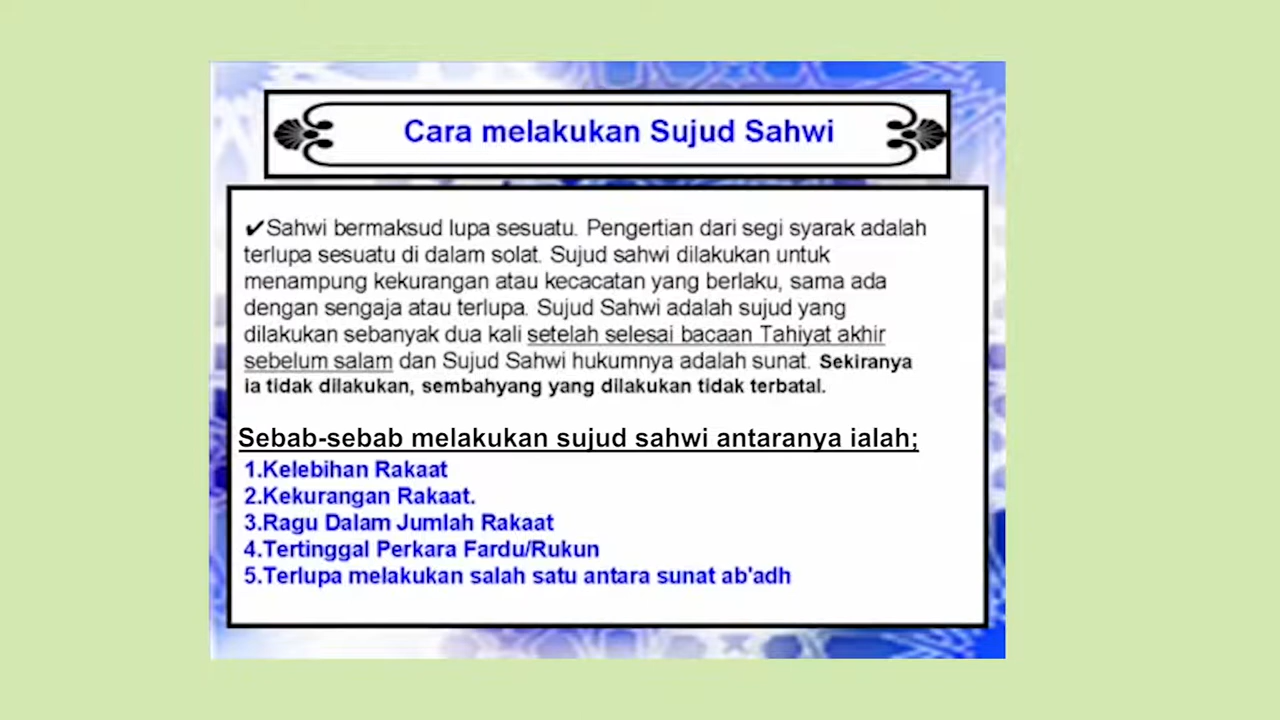 Cara melakukan Sujud Sahwi
✔Sahwi bermaksud lupa sesuatu. Pengertian dari segi syarak adalah
terlupa sesuatu di dalam solat. Sujud sahwi dilakukan untuk
menampung kekurangan atau kecacatan yang berlaku, sama ada
dengan sengaja atau terlupa. Sujud Sahwi adalah sujud yang
dilakukan sebanyak dua kali setelah selesai bacaan Tahiyat akhir
sebelum salam dan Sujud Sahwi hukumnya adalah sunat. Sekiranya
ia tidak dilakukan, sembahyang yang dilakukan tidak terbatal.
Sebab-sebab melakukan sujud sahwi antaranya ialah;
1.Kelebihan Rakaat
2.Kekurangan Rakaat.
3.Ragu Dalam Jumlah Rakaat
4.Tertinggal Perkara Fardu/Rukun
5.Terlupa melakukan salah satu antara sunat ab'adh